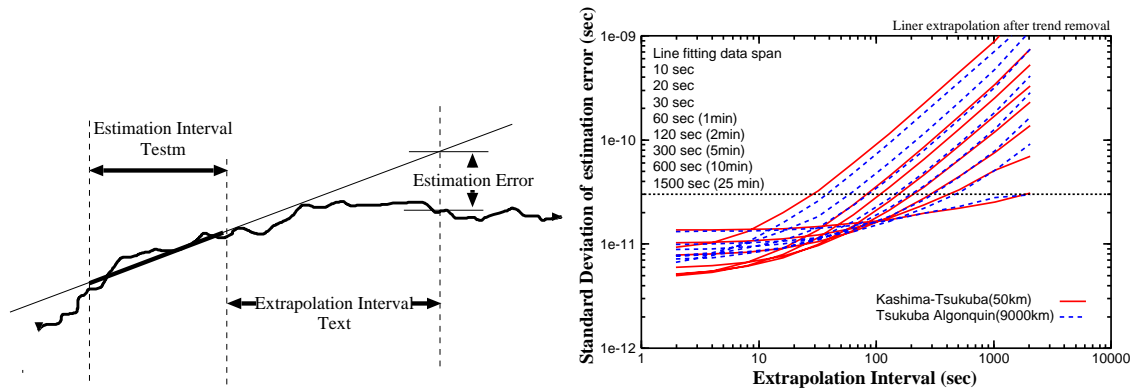 Estimation Interval
Testm
Estimation Error
Extrapolation Interval
Text
Liner extrapolation after trend removal
Standard Deviation of estimation error (sec)
1e-09
1e-10
1e-11
1e-12
Line fitting data span
10 sec
20 sec
30 sec
60 sec (1min)
120 sec (2min)
300 sec (5min)
600 sec (10min)
1500 sec (25 min)
Kashima-Tsukuba(50km)
Tsukuba Algonquin(9000km)
1 10 100 1000 10000
Extrapolation Interval (sec)